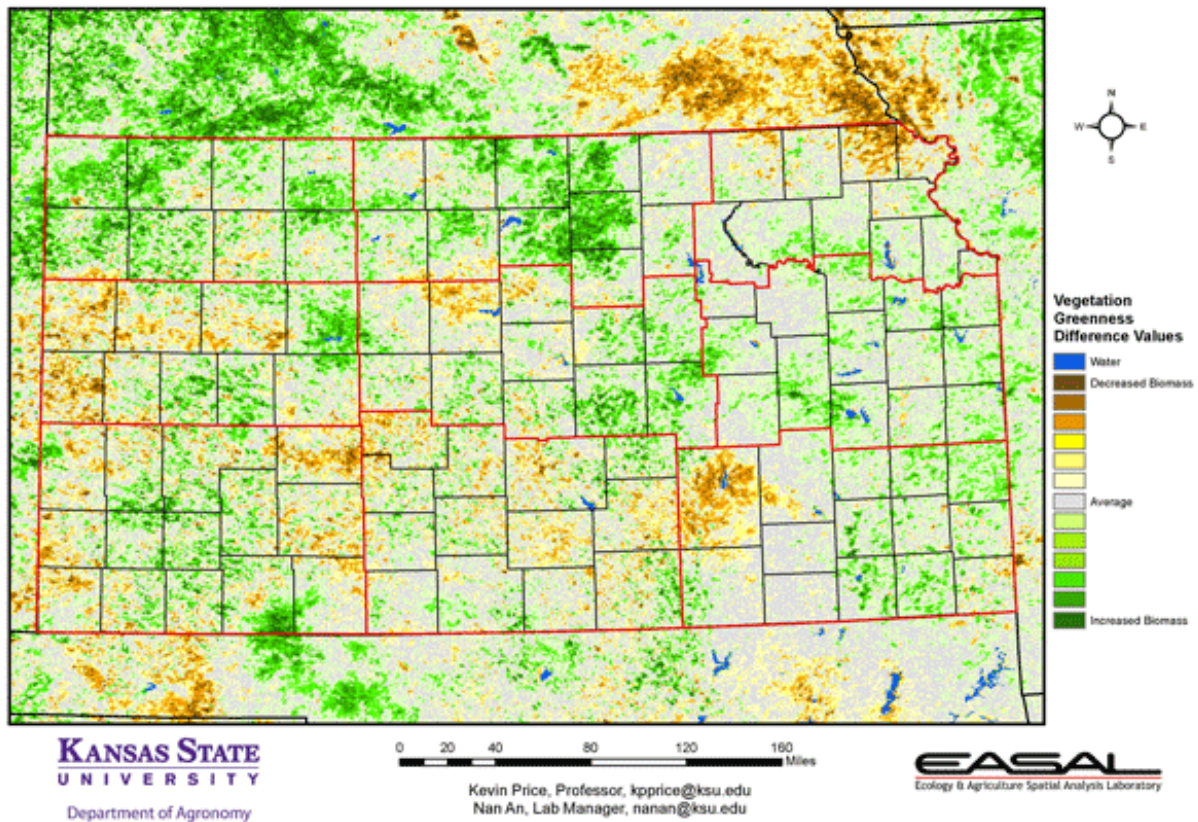 N
W
E
S
Vegetation
Greenness
Difference Values
Water
Decreased Biomass
Average
Increased Biomass
KANSAS STATE
UNIVERSITY
Department of Agronomy
0 20 40 80 120 160
Miles
Kevin Price, Professor, kpprice@ksu.edu
Nan An, Lab Manager, nanan@ksu.edu
EASAL
Ecology & Agriculture Spatial Analysis Laboratory